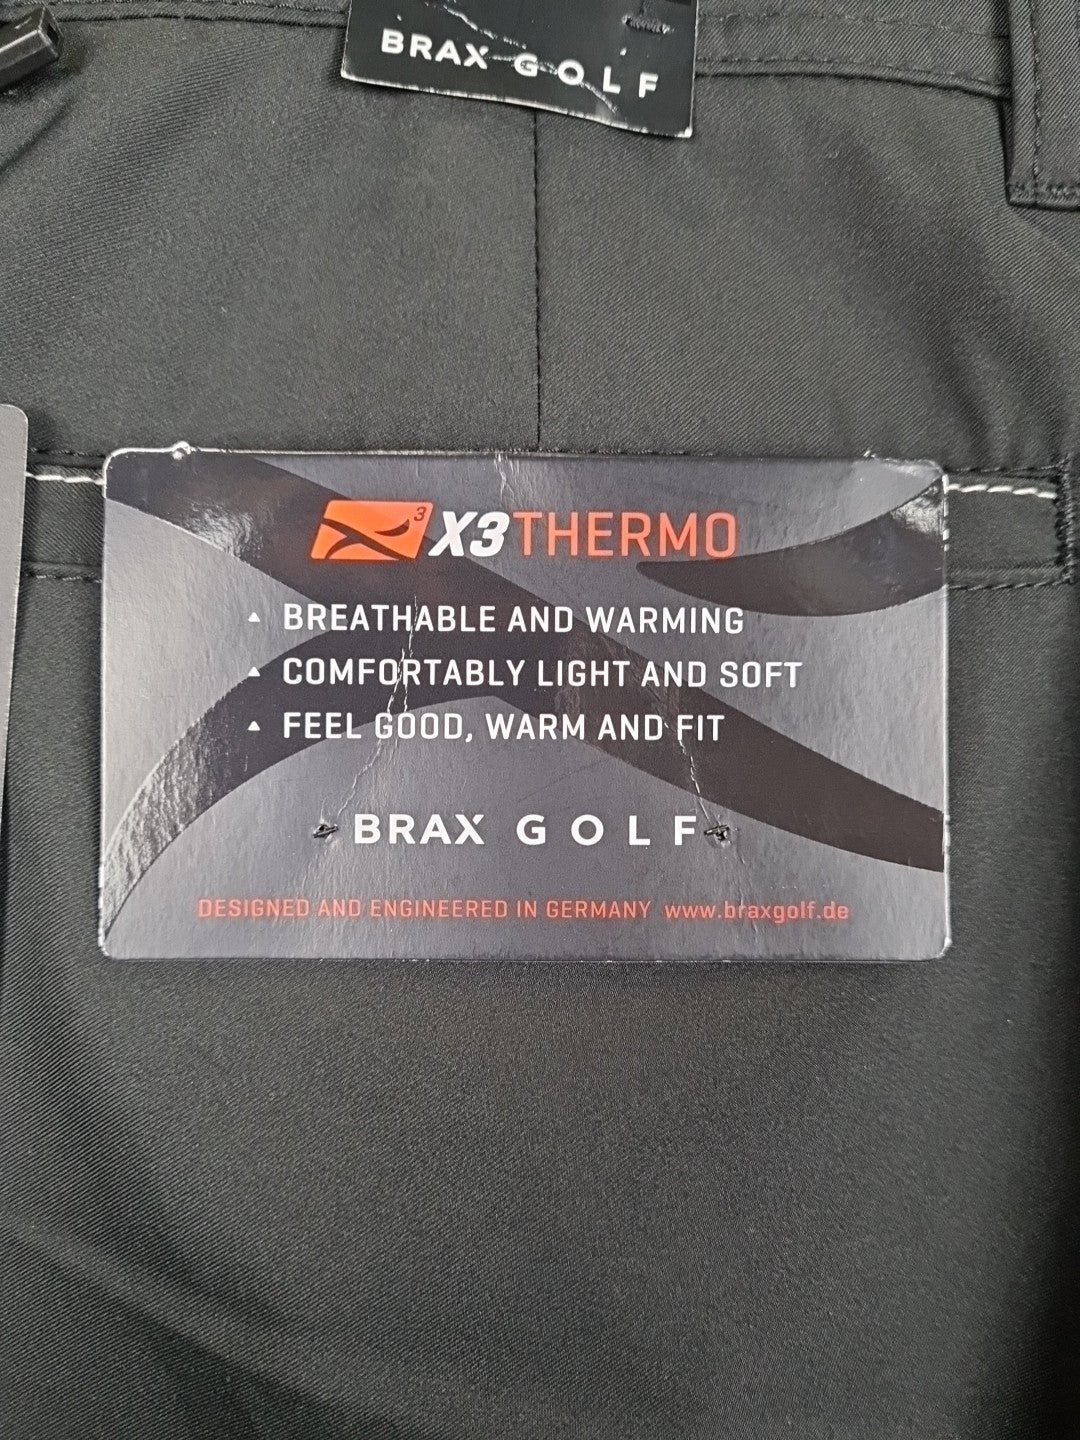 BRAX GOLF
³ X3THERMO
▲ BREATHABLE AND WARMING
▲ COMFORTABLY LIGHT AND SOFT
▲ FEEL GOOD, WARM AND FIT
BRAX GOLF
DESIGNED AND ENGINEERED IN GERMANY www.braxgolf.de